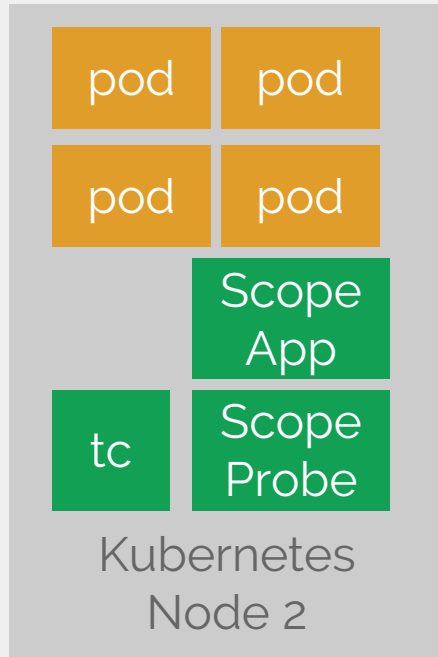 pod pod
pod pod
Scope
App
tc
Scope
Probe
Kubernetes
Node 2